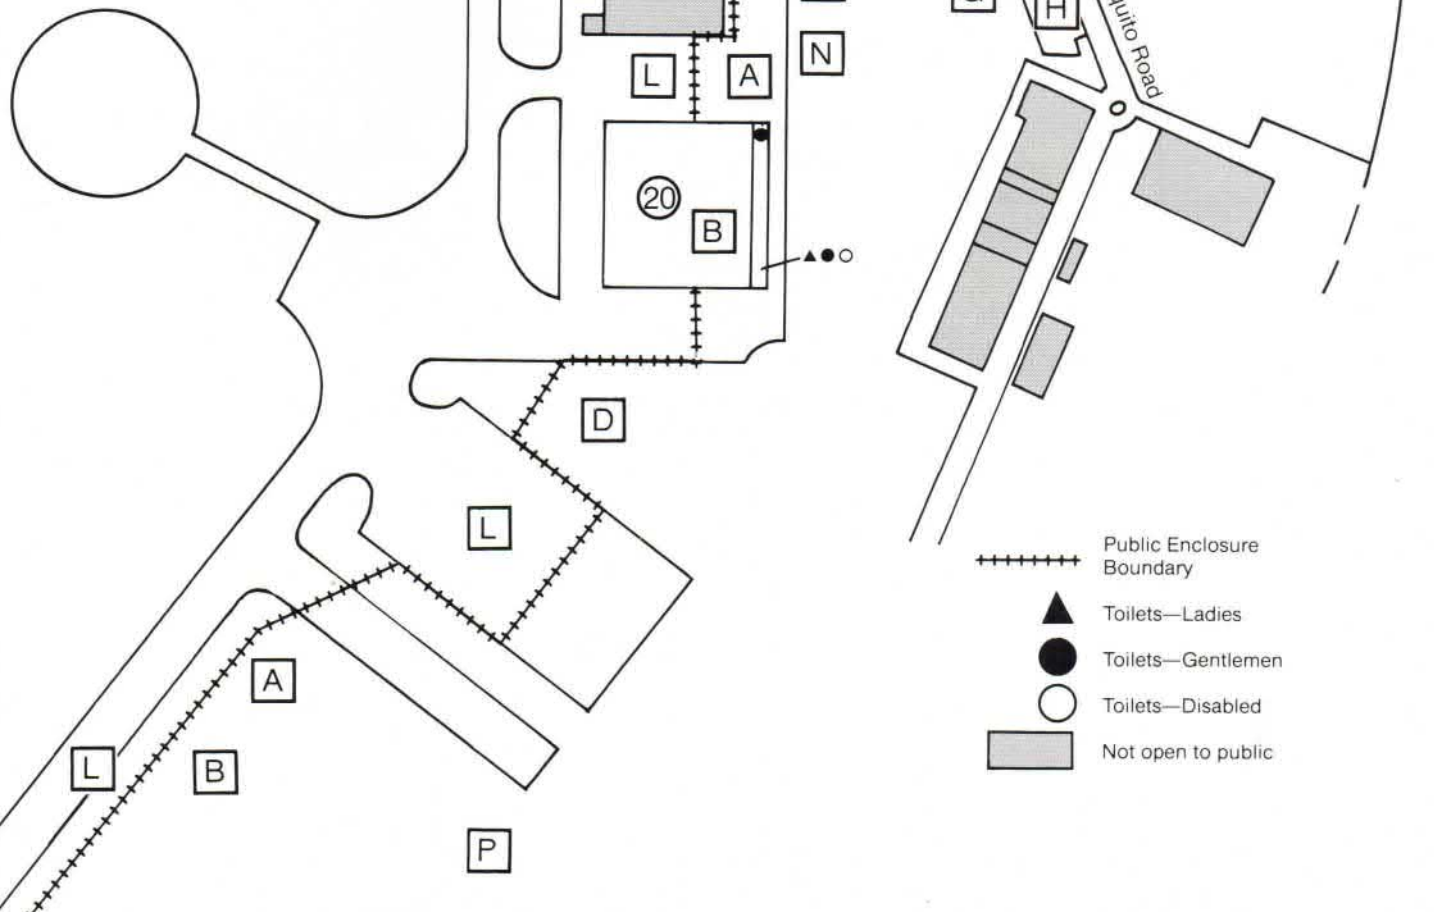 H
quito Road
L
A
N
20
B
D
L
Public Enclosure
Boundary
Toilets—Ladies
Toilets—Gentlemen
Toilets—Disabled
Not open to public
A
L
B
P